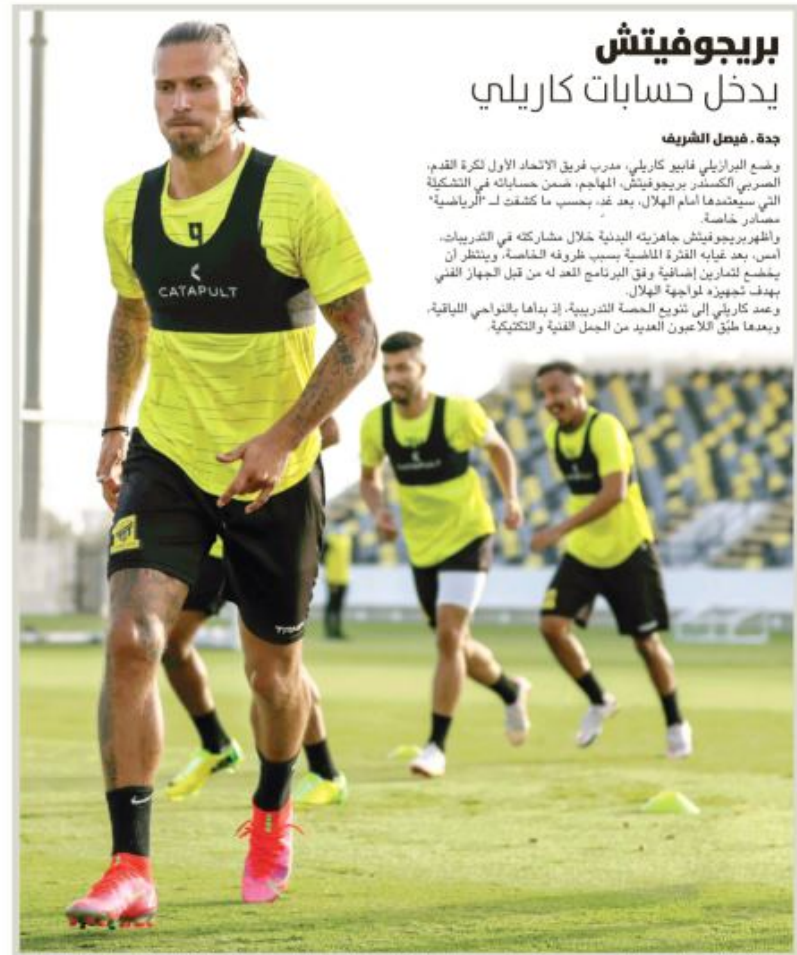 بريجوفيتش
يدخل حسابات كاريلي
جدة ـ فيصل الشريف
وضع البرازيلي فابيو كاريلي، مدرب فريق الاتحاد الأول لكرة القدم،
الصربي ألكسندر بريجوفيتش، المهاجم، ضمن حساباته في التشكيلة
التي سيعتمدها أمام الهلال، بعد غد، بحسب ما كشفت لـ "الرياضية"
مصادر خاصة.
وأظهر بريجوفيتش جاهزيته البدنية خلال مشاركته في التدريبات،
أمس، بعد غيابه الفترة الماضية بسبب ظروفه الخاصة، وينتظر أن
يخضع لتمارين إضافية وفق البرنامج المعد له من قبل الجهاز الفني
بهدف تجهيزه لمواجهة الهلال.
وعمد كاريلي إلى تنويع الحصة التدريبية، إذ بدأها بالنواحي اللياقية،
وبعدها طبّق اللاعبون العديد من الجمل الفنية والتكتيكية.
CATAPULT
CATAPULT